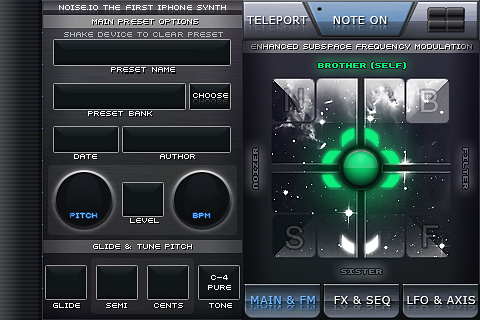 NOISE.IO THE FIRST IPHONE SYNTH
MAIN PRESET OPTIONS
SHAKE DEVICE TO CLEAR PRESET
PRESET NAME
CHOOSE
PRESET BANK
DATE
AUTHOR
PITCH
LEVEL
BPM
GLIDE & TUNE PITCH
C-4
PURE
GLIDE
SEMI
CENTS
TONE
TELEPORT
NOTE ON
ENHANCED SUBSPACE FREQUENCY MODULATION
BROTHER (SELF)
N
B
NOIZER
FILTER
S
F
SISTER
MAIN & FM
FX & SEQ
LFO & AXIS